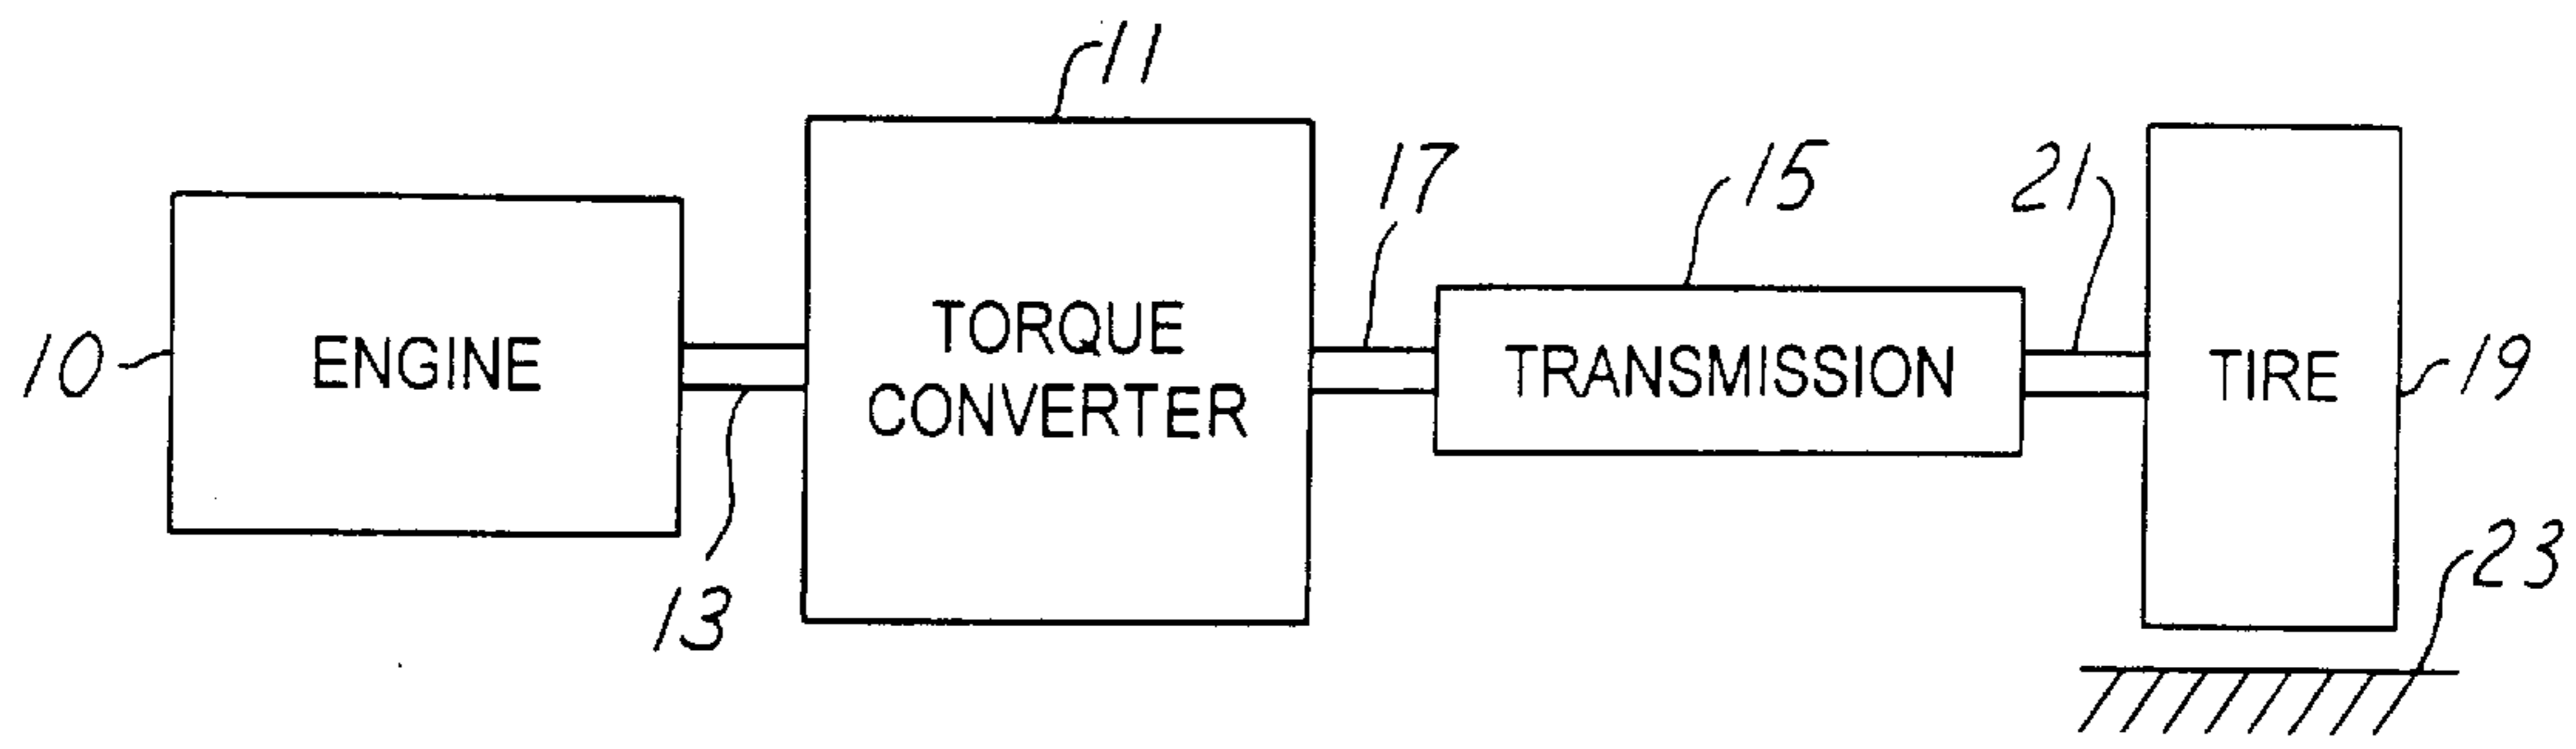 11
17
15
21
10
ENGINE
TORQUE
CONVERTER
TRANSMISSION
TIRE
19
13
23